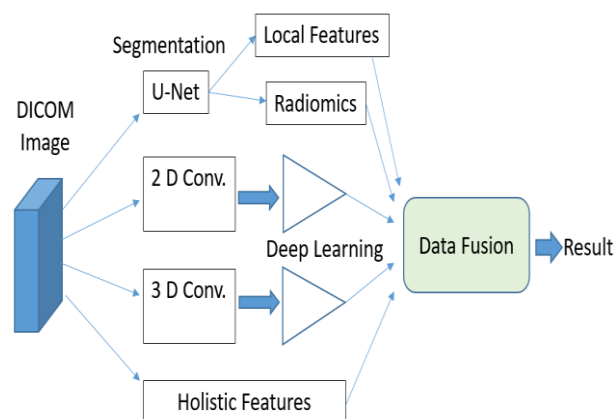 Segmentation
Local Features
U-Net
Radiomics
DICOM
Image
2 D Conv.
Deep Learning
3 D Conv.
Data Fusion
Result
Holistic Features